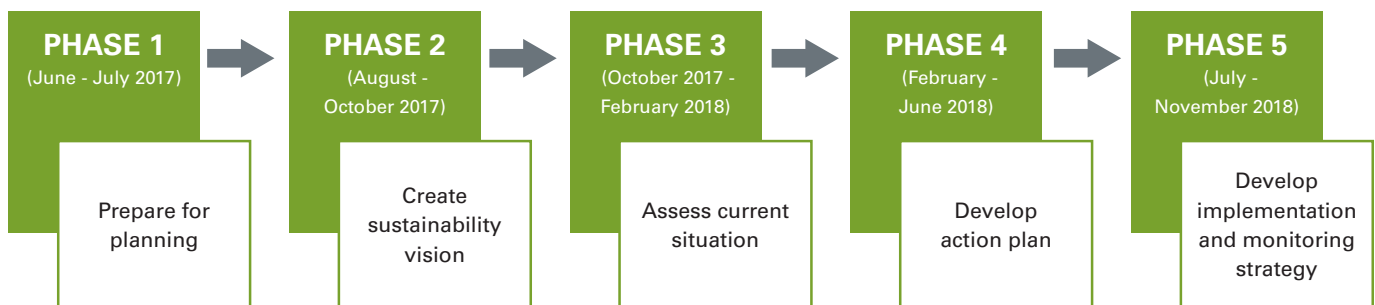 PHASE 1
(June - July 2017)
Prepare for
planning
PHASE 2
(August -
October 2017)
Create
sustainability
vision
PHASE 3
(October 2017 -
February 2018)
Assess current
situation
PHASE 4
(February -
June 2018)
Develop
action plan
PHASE 5
(July -
November 2018)
Develop
implementation
and monitoring
strategy